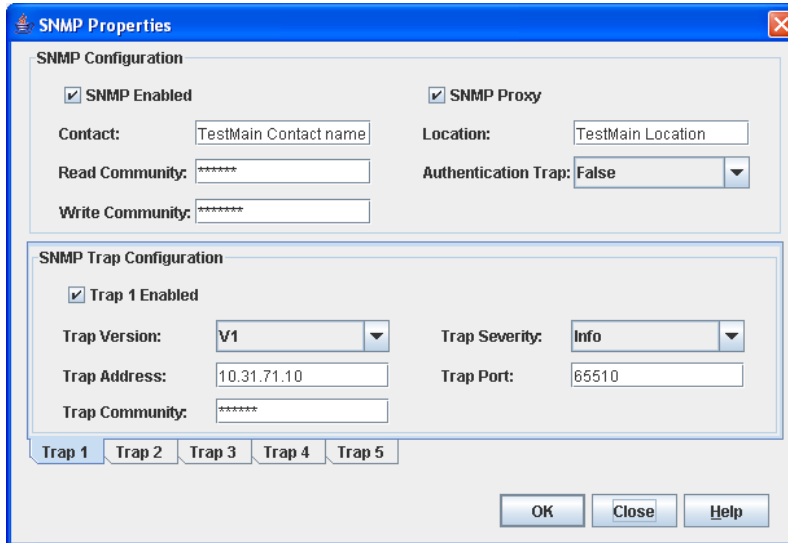 SNMP Properties
SNMP Configuration
SNMP Enabled
SNMP Proxy
Contact: TestMain Contact name
Location: TestMain Location
Read Community: ******
Authentication Trap: False
Write Community: *******
SNMP Trap Configuration
Trap 1 Enabled
Trap Version: V1
Trap Severity: Info
Trap Address: 10.31.71.10
Trap Port: 65510
Trap Community: ******
Trap 1 Trap 2 Trap 3 Trap 4 Trap 5
OK Close Help